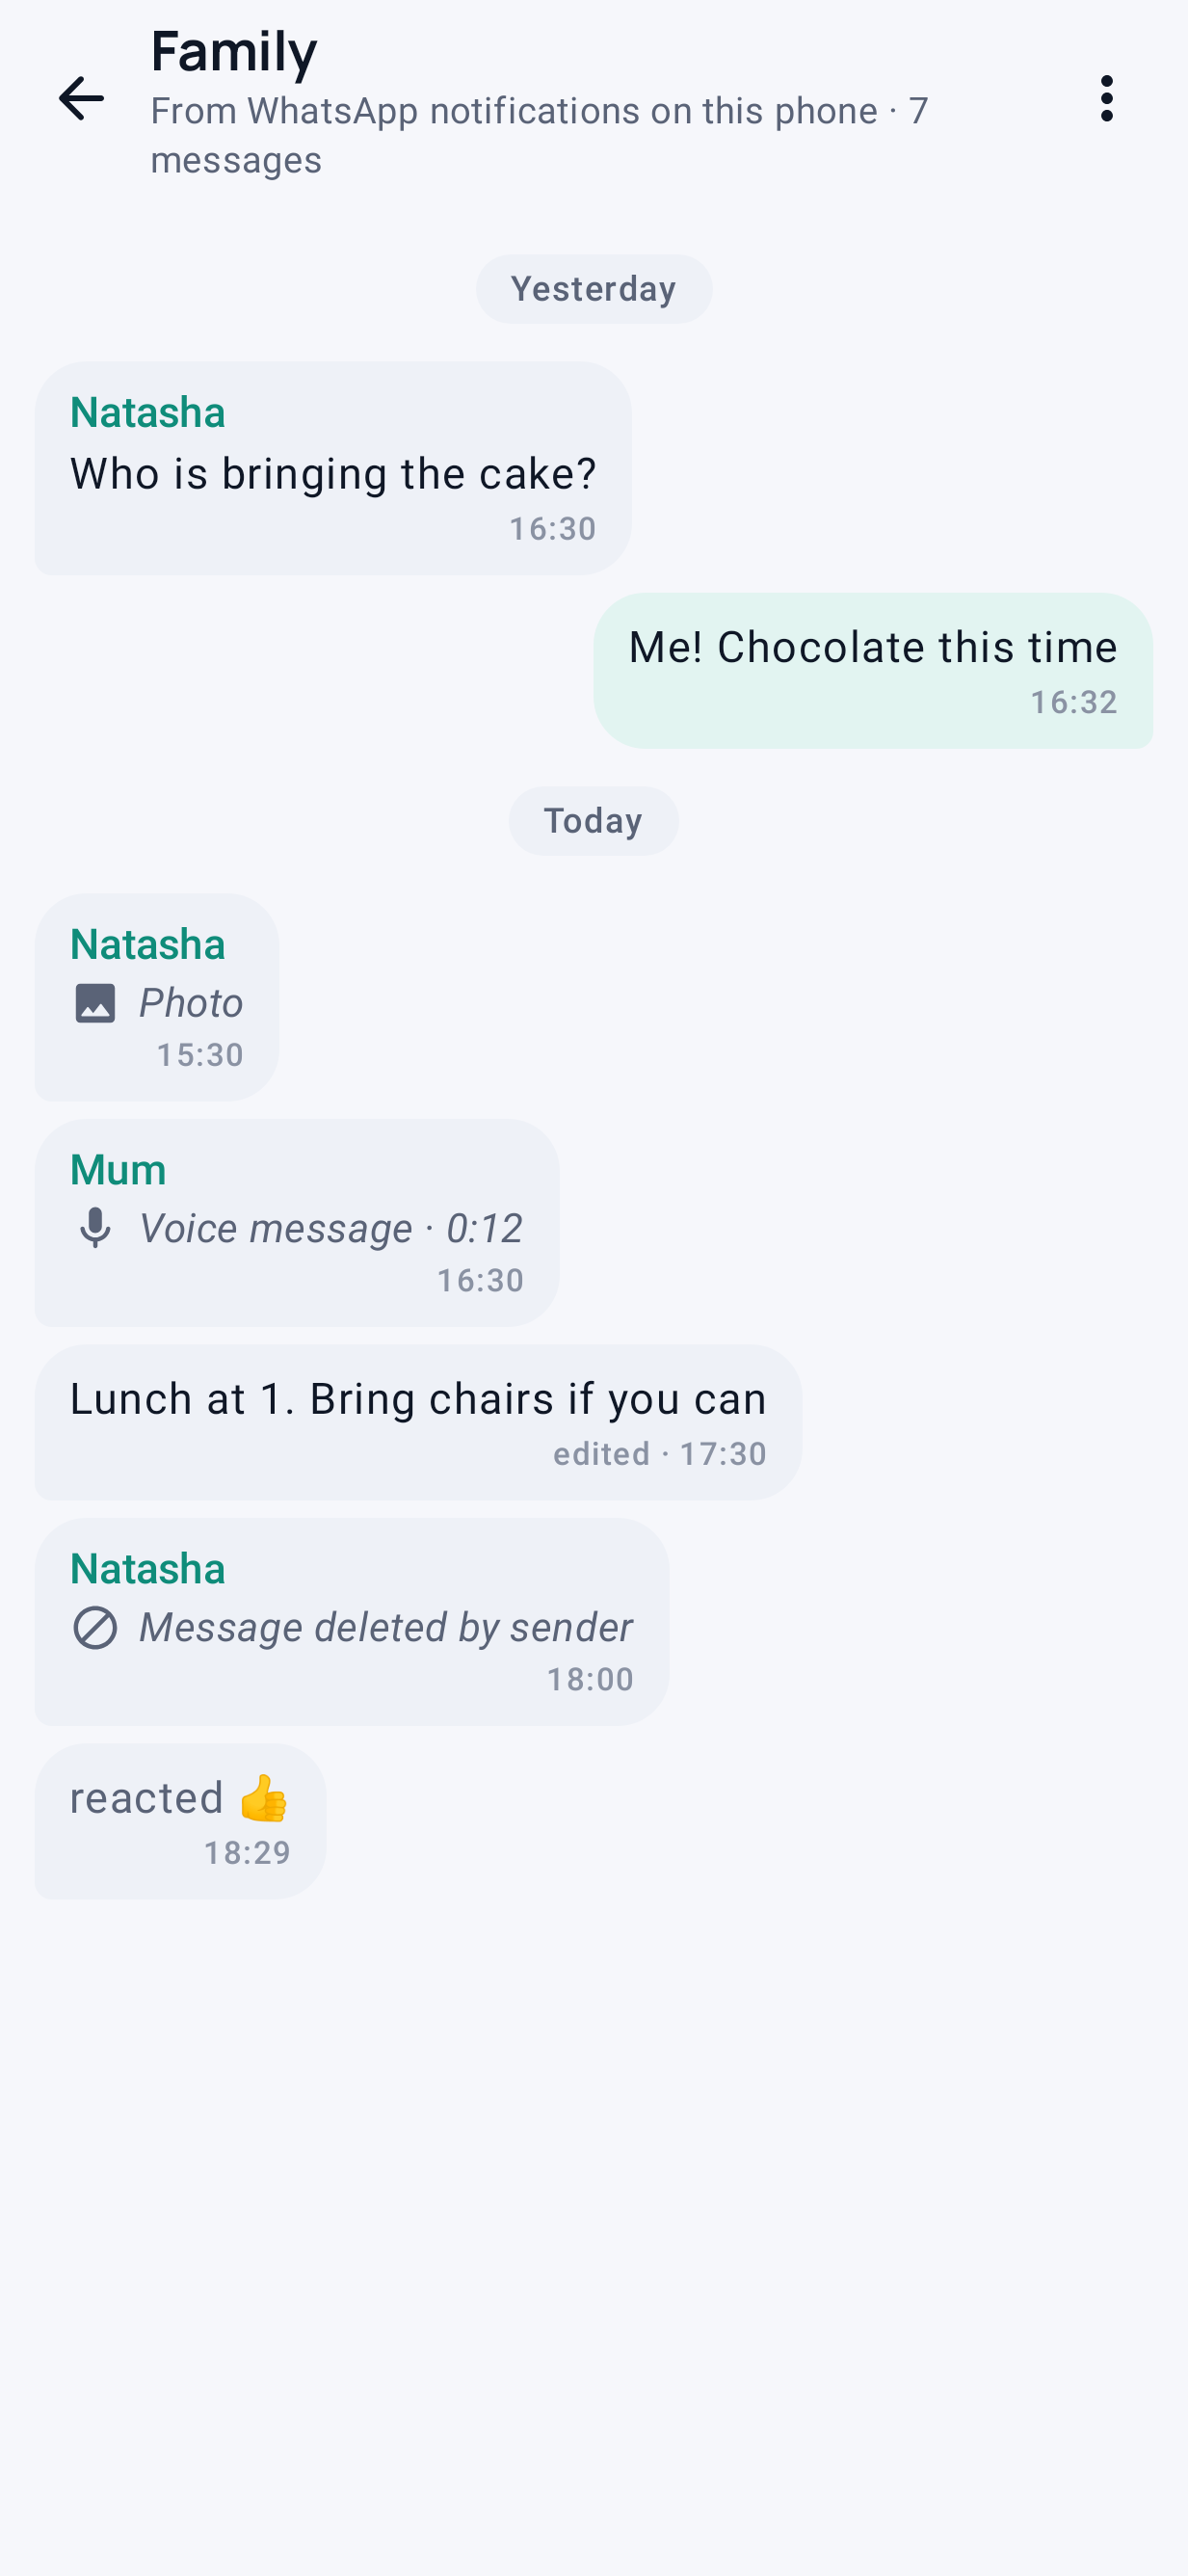 Family
From WhatsApp notifications on this phone · 7
messages
Yesterday
Natasha
Who is bringing the cake?
16:30
Me! Chocolate this time
16:32
Today
Natasha
Photo
15:30
Mum
Voice message · 0:12
16:30
Lunch at 1. Bring chairs if you can
edited · 17:30
Natasha
Message deleted by sender
18:00
reacted 👍
18:29